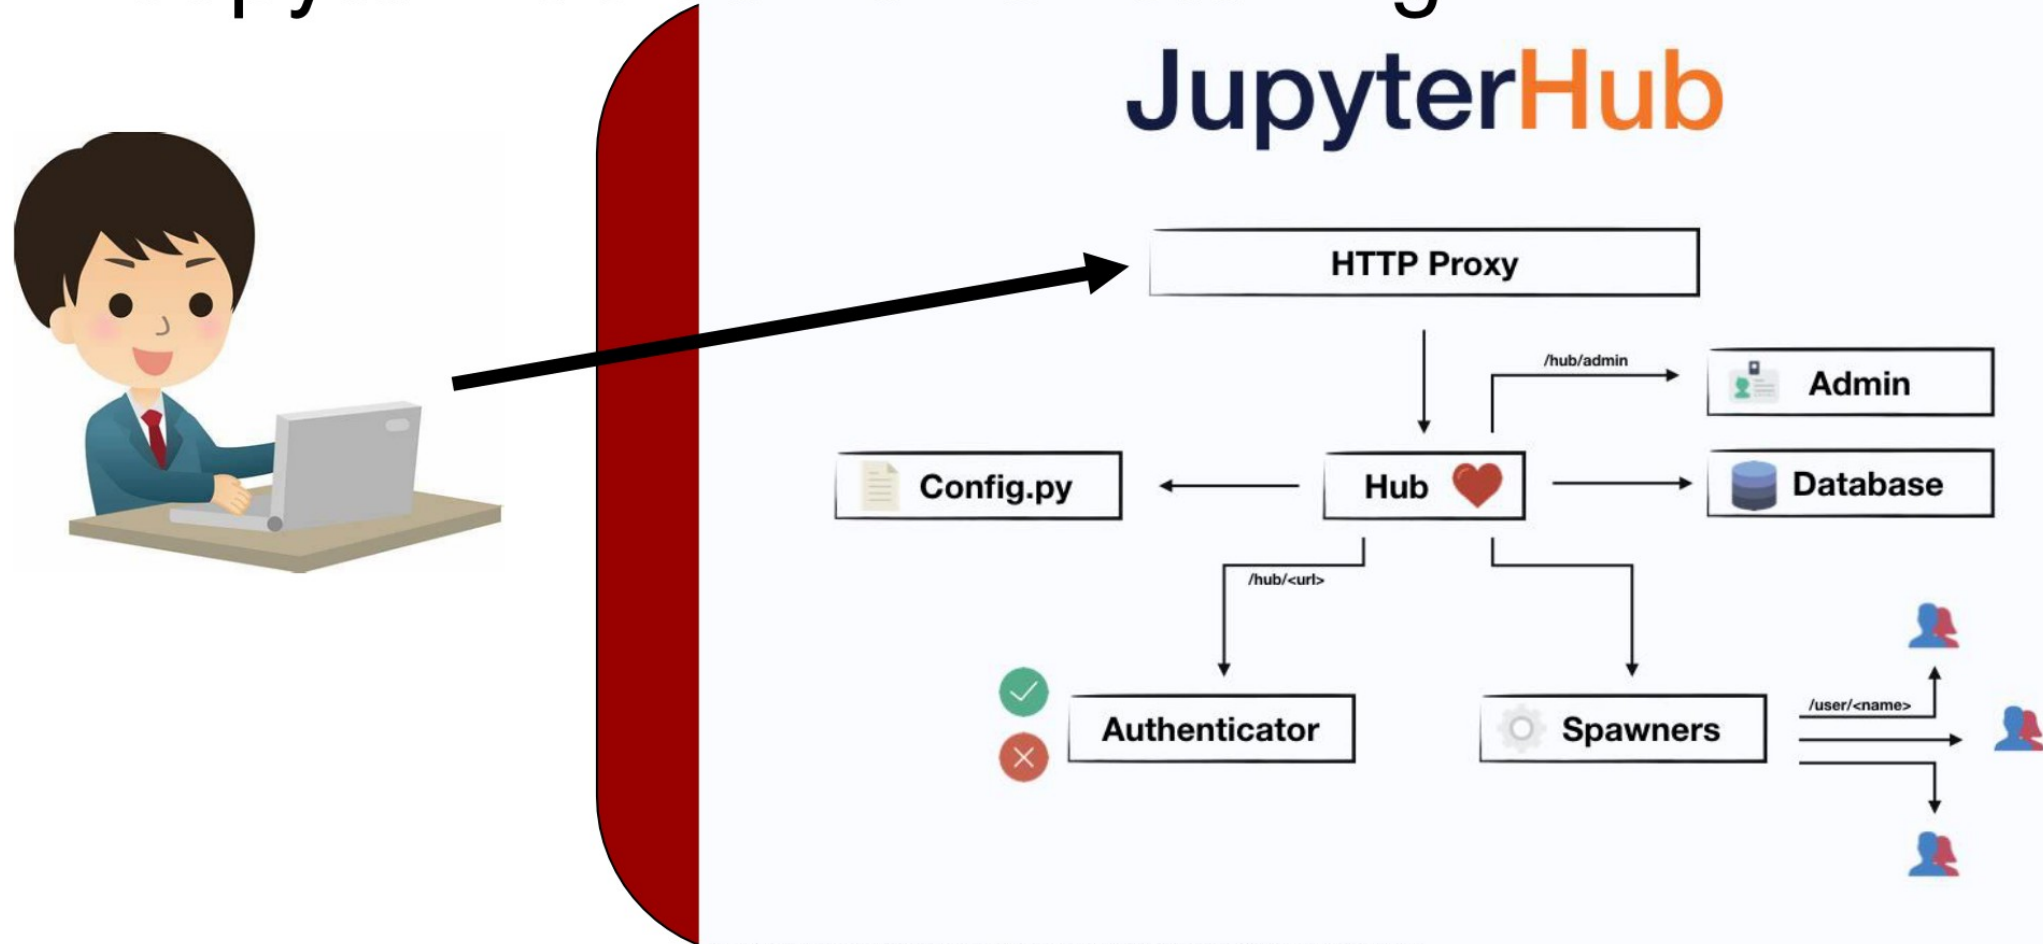 JupyterHub
HTTP Proxy
/hub/admin
Admin
Config.py
Hub
Database
/hub/<url>
Authenticator
Spawners
/user/<name>